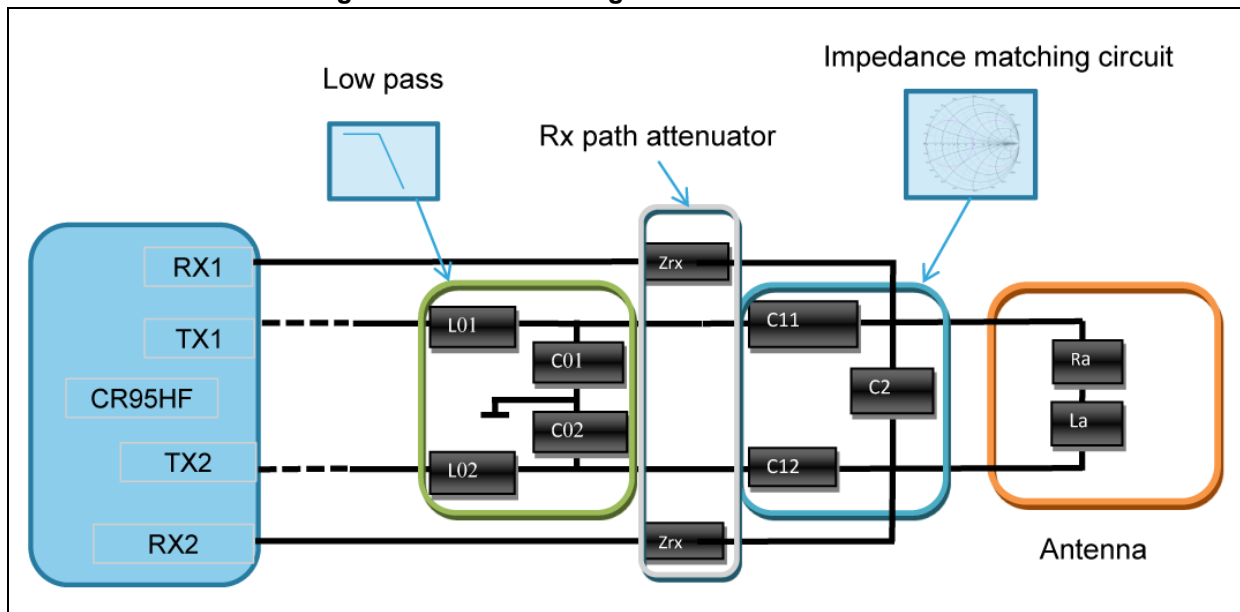 Low pass
Impedance matching circuit
Rx path attenuator
RX1
TX1
CR95HF
TX2
RX2
Zrx
L01
C01
C02
L02
C11
C2
C12
Zrx
Ra
La
Antenna